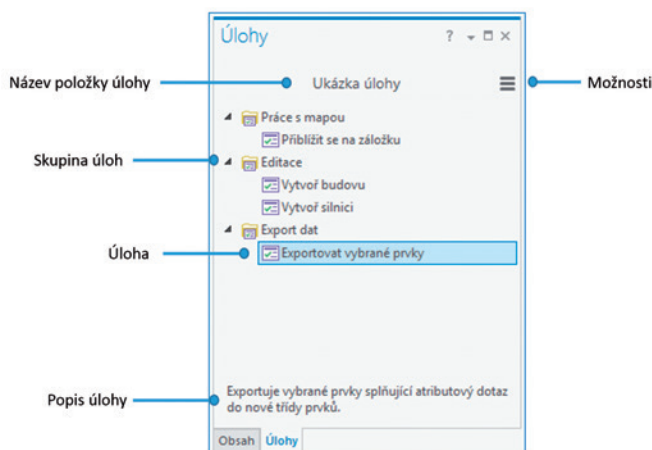 Úlohy
?
Název položky úlohy
Ukázka úlohy
Možnosti
Práce s mapou
Přiblížit se na záložku
Skupina úloh
Editace
Vytvoř budovu
Vytvoř silnici
Export dat
Úloha
Exportovat vybrané prvky
Popis úlohy
Exportuje vybrané prvky splňující atributový dotaz
do nové třídy prvků.
Obsah Úlohy